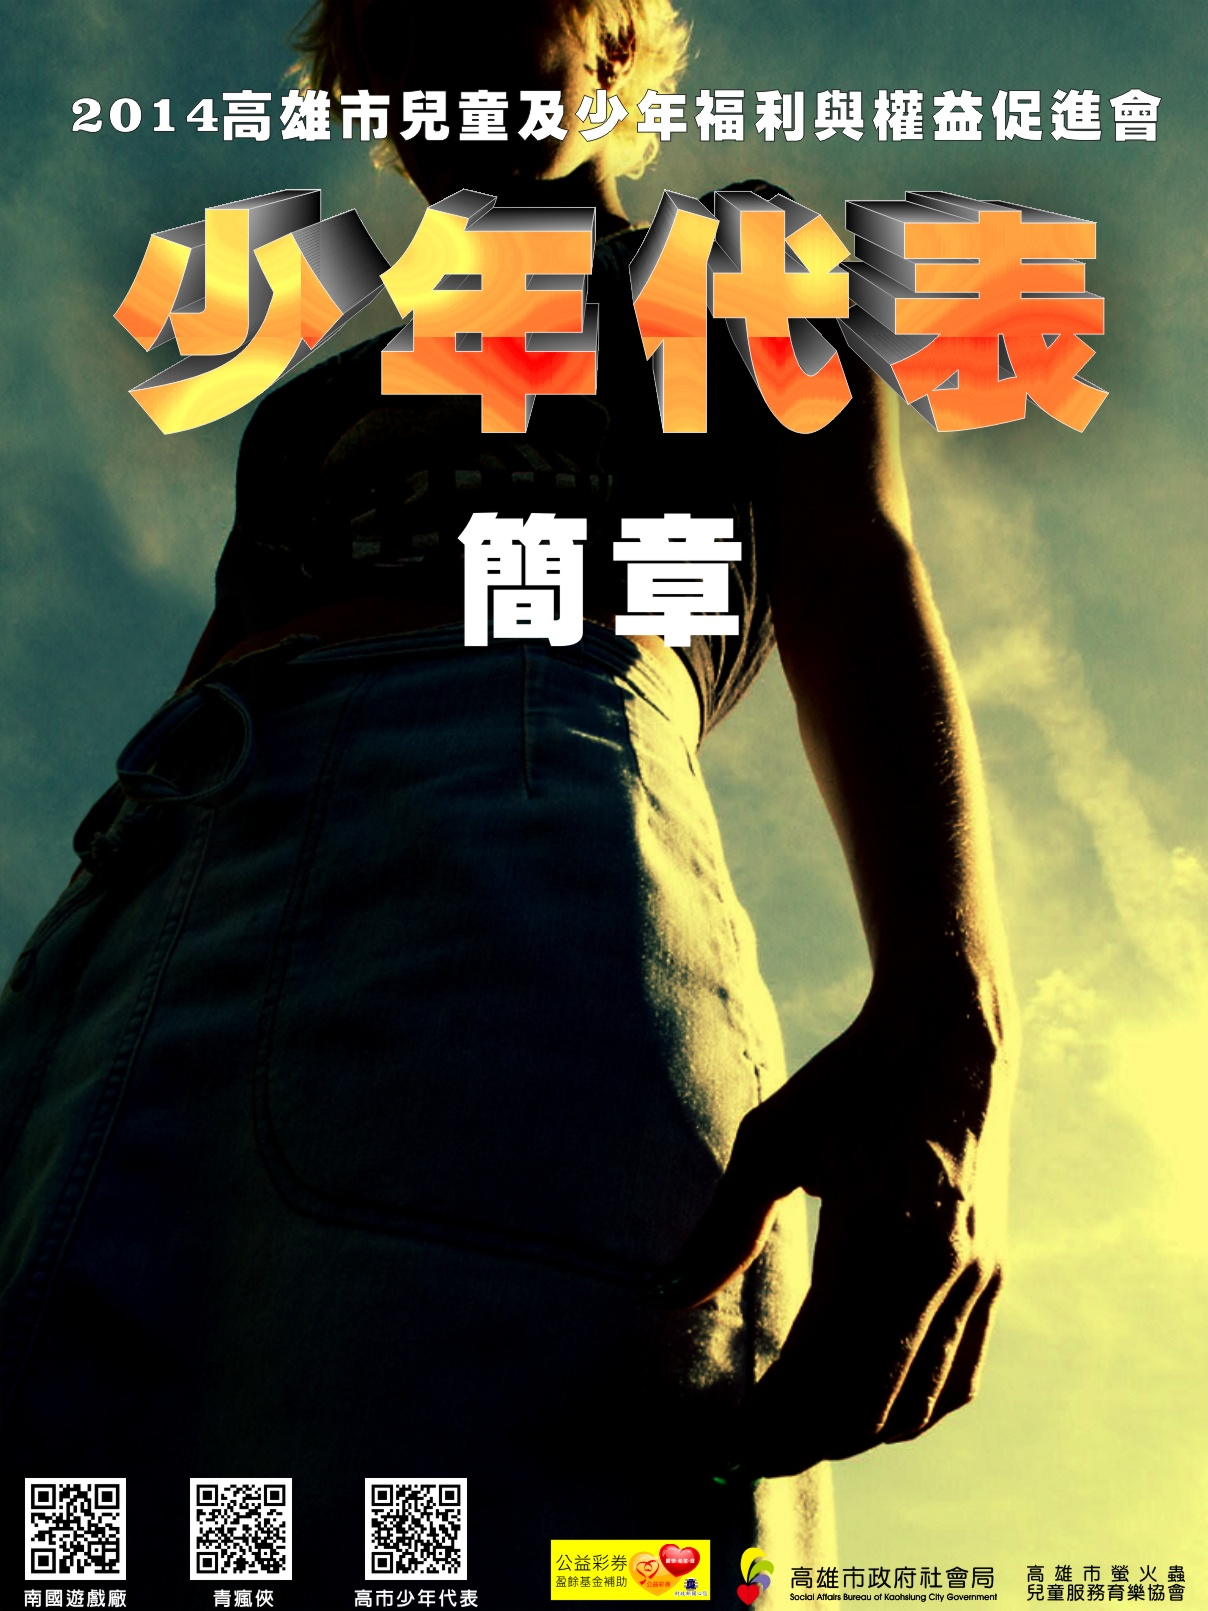 2014高雄市兒童及少年福利與權益促進會
少年代表
簡章
南國遊戲廠
青瘋俠
高市少年代表
公益彩券
盈餘基金補助
公益彩券
高雄市政府社會局
Social Affairs Bureau of Kaohsiung City Government
高雄市螢火蟲
兒童服務育樂協會